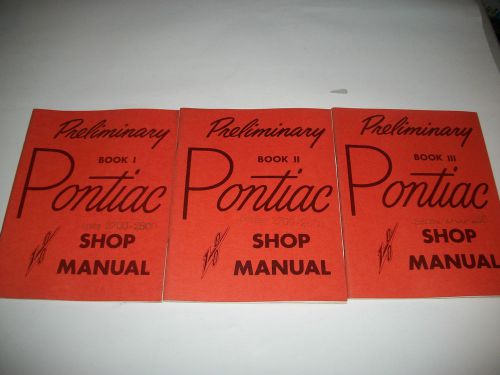 Preliminary
BOOK I
Pontiac
SHOP
MANUAL
Preliminary
BOOK II
Pontiac
SHOP
MANUAL
Preliminary
BOOK III
Pontiac
SHOP
MANUAL